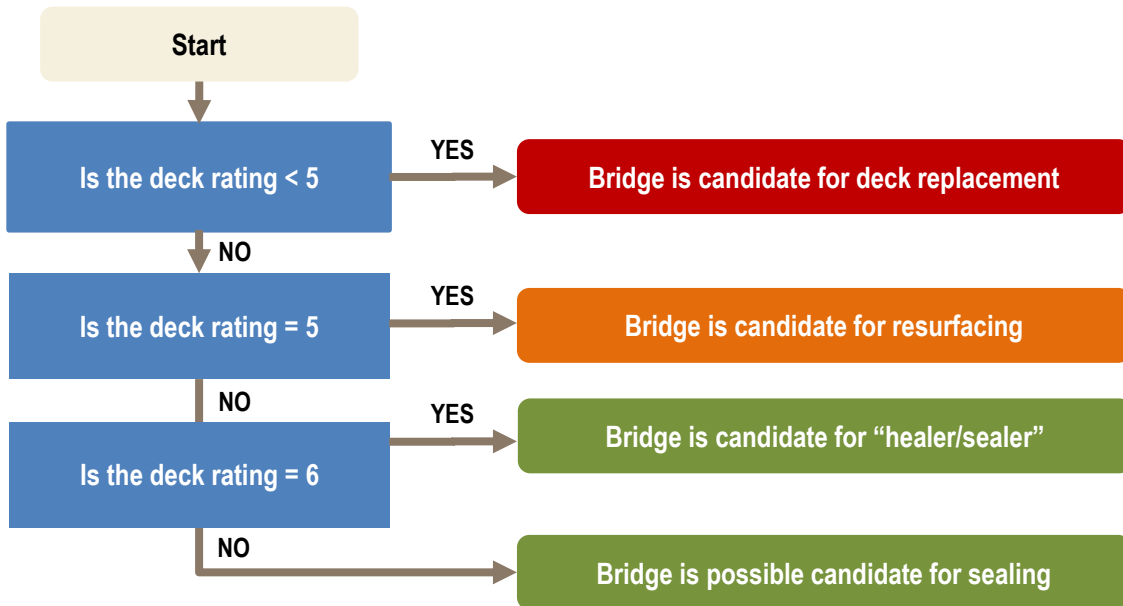 Start
Is the deck rating < 5
YES
Bridge is candidate for deck replacement
NO
Is the deck rating = 5
YES
Bridge is candidate for resurfacing
NO
Is the deck rating = 6
YES
Bridge is candidate for “healer/sealer”
NO
Bridge is possible candidate for sealing